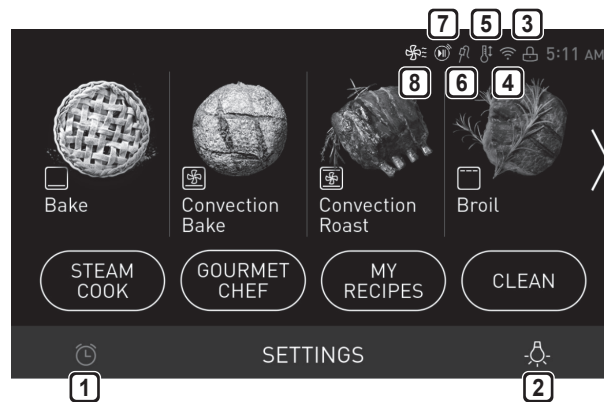 7 5 3
5:11 AM
8 6 4
Bake
Convection
Bake
Convection
Roast
Broil
STEAM
COOK
GOURMET
CHEF
MY
RECIPES
CLEAN
SETTINGS
1 2